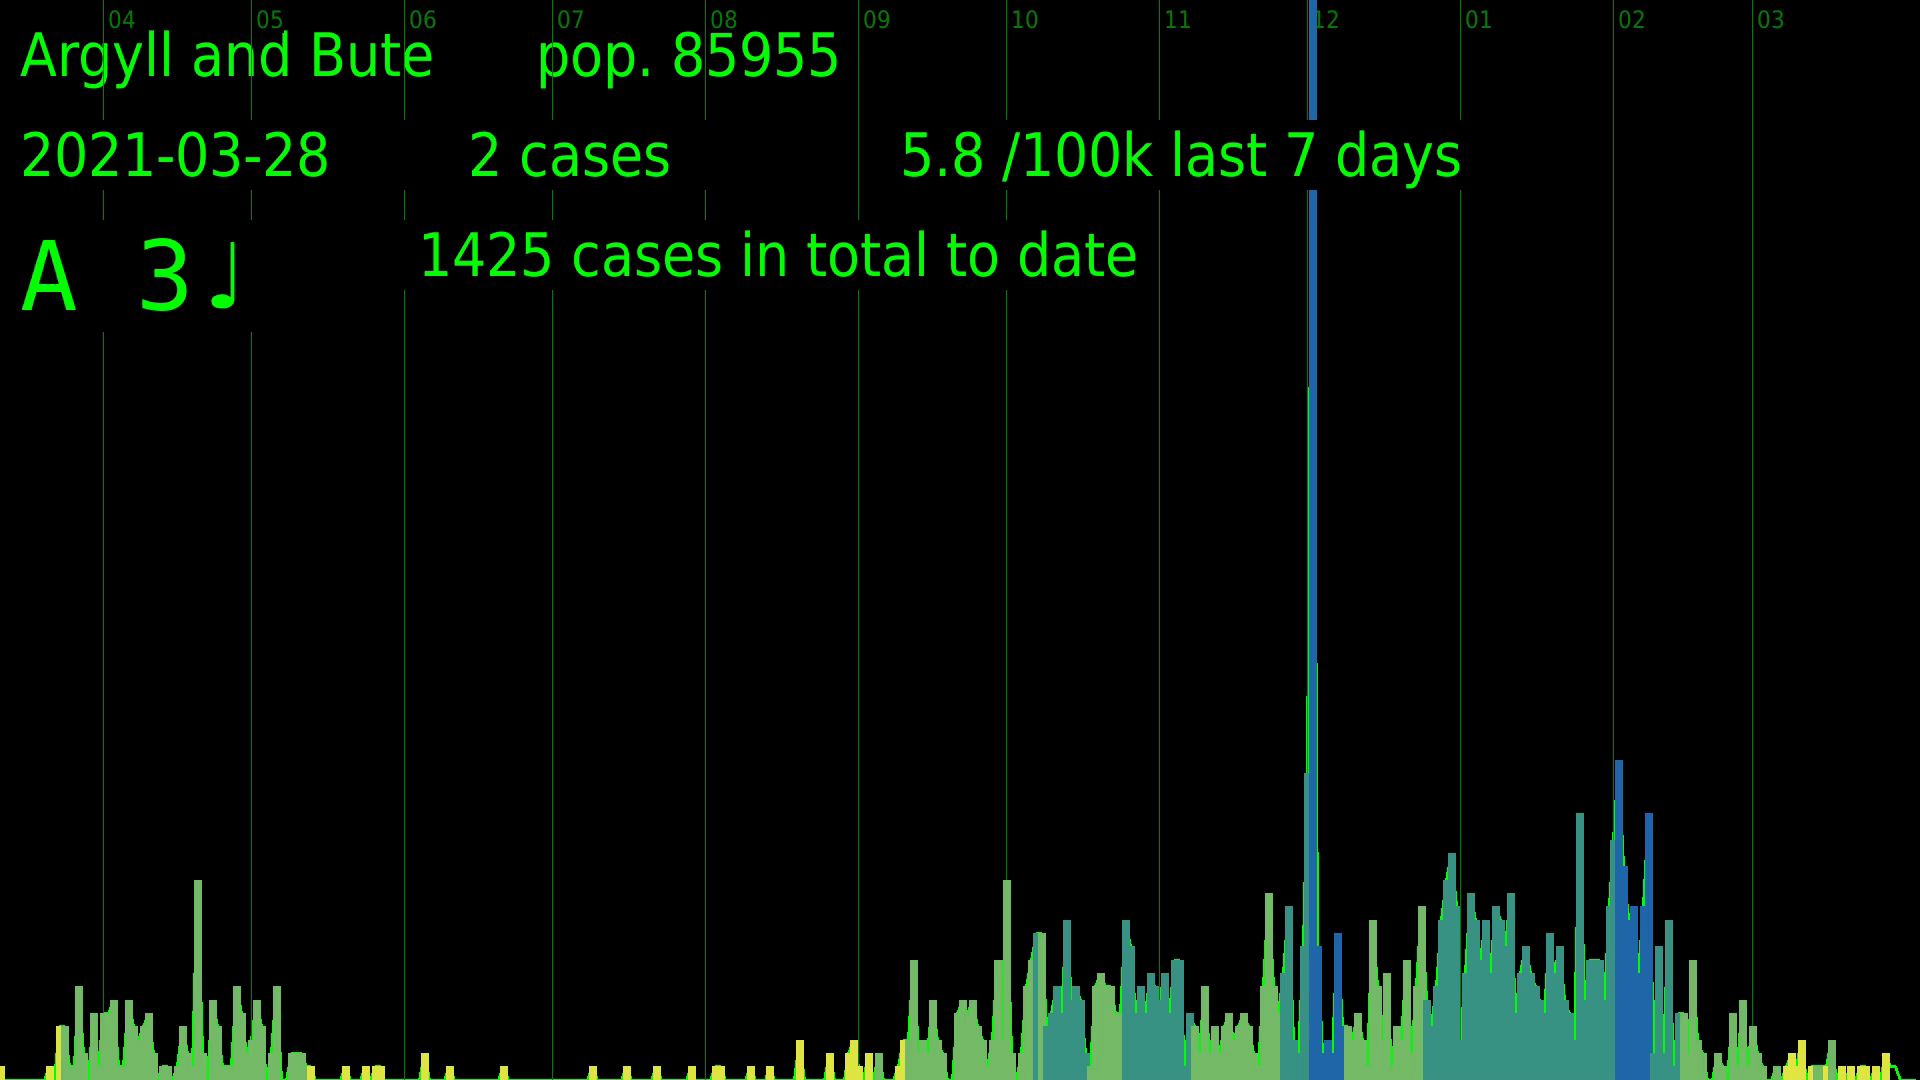 04 05 06 07 08 09 10 11 12 01 02 03
Argyll and Bute pop. 85955
2021-03-28 2 cases 5.8 /100k last 7 days
A 3♩ 1425 cases in total to date